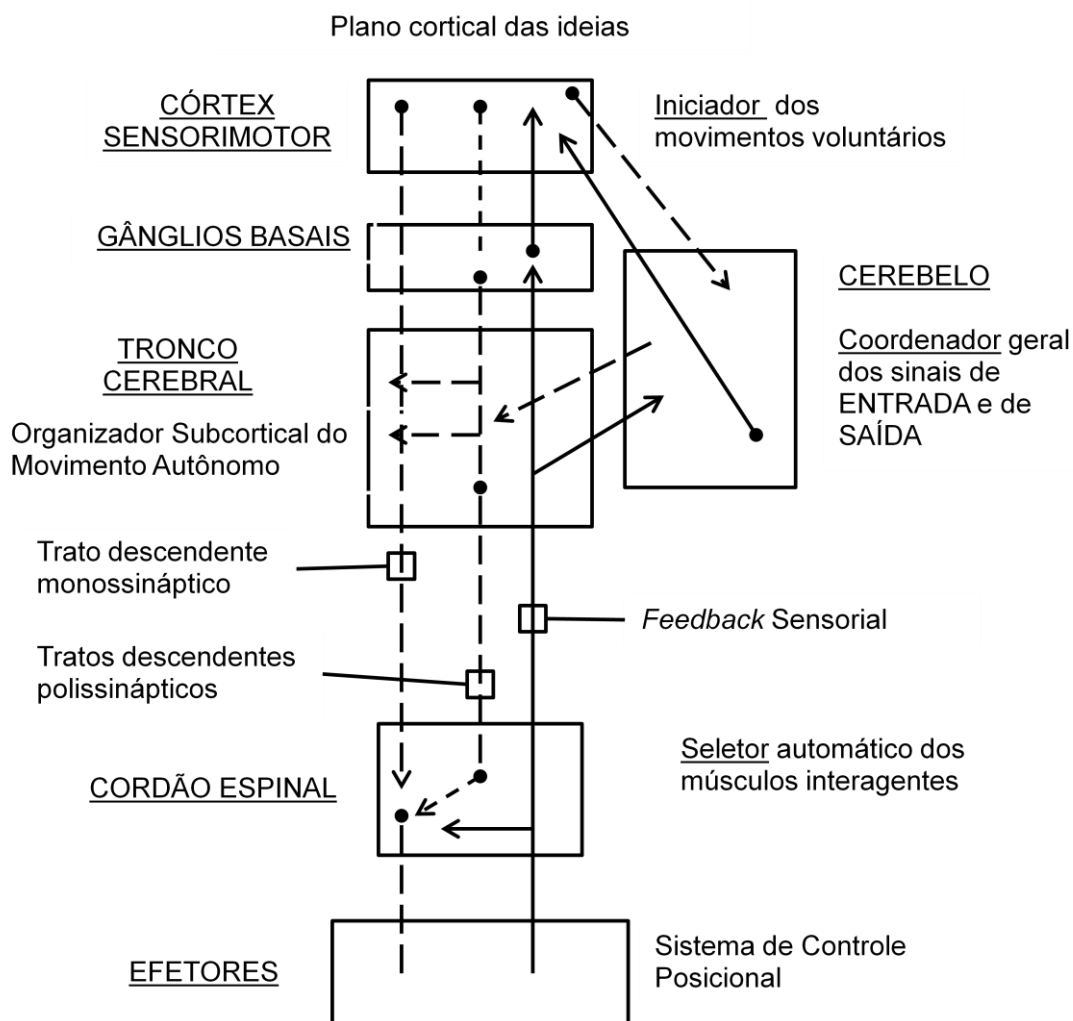 Plano cortical das ideias
CÓRTEX
SENSORIMOTOR
Iniciador dos
movimentos voluntários
GÂNGLIOS BASAIS
CEREBELO
Coordenador geral
dos sinais de
ENTRADA e de
SAÍDA
TRONCO
CEREBRAL
Organizador Subcortical do
Movimento Autônomo
Trato descendente
monossináptico
Feedback Sensorial
Tratos descendentes
polissinápticos
CORDÃO ESPINAL
Seletor automático dos
músculos interagentes
EFETORES
Sistema de Controle
Posicional